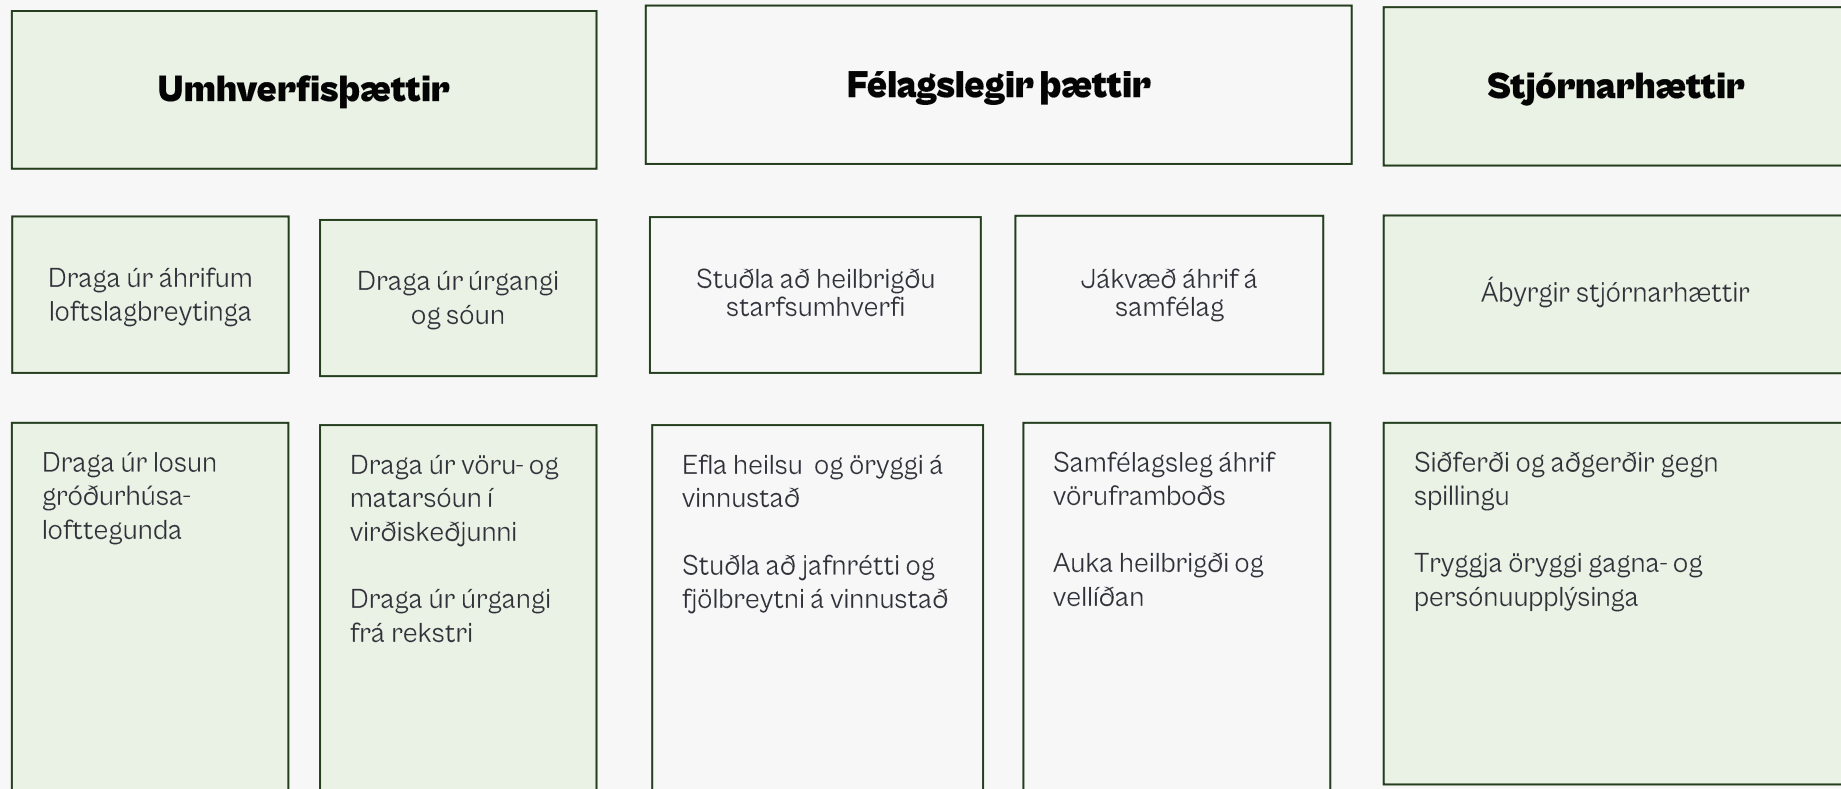 Umhverfisþættir
Félagslegir þættir
Stjórnarhættir
Draga úr áhrifum
loftslagbreytinga
Draga úr úrgangi
og sóun
Stuðla að heilbrigðu
starfsumhverfi
Jákvæð áhrif á
samfélag
Ábyrgir stjórnarhættir
Draga úr losun
gróðurhúsa-
lofttegunda
Draga úr vöru- og
matarsóun í
virðiskeðjunni
Draga úr úrgangi
frá rekstri
Efla heilsu  og öryggi á
vinnustað
Stuðla að jafnrétti og
fjölbreytni á vinnustað
Samfélagsleg áhrif
vöruframboðs
Auka heilbrigði og
vellíðan
Siðferði og aðgerðir gegn
spillingu
Tryggja öryggi gagna- og
persónuupplýsinga